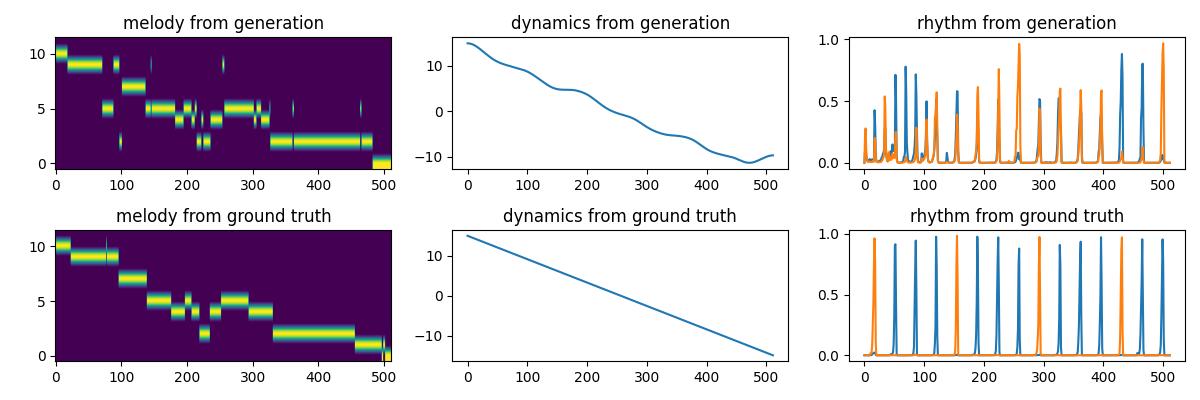 melody from generation
dynamics from generation
rhythm from generation
10
5
0
0 100 200 300 400 500
10
0
−10
0 100 200 300 400 500
1.0
0.5
0.0
0 100 200 300 400 500
melody from ground truth
dynamics from ground truth
rhythm from ground truth
10
5
0
0 100 200 300 400 500
10
0
−10
0 100 200 300 400 500
1.0
0.5
0.0
0 100 200 300 400 500